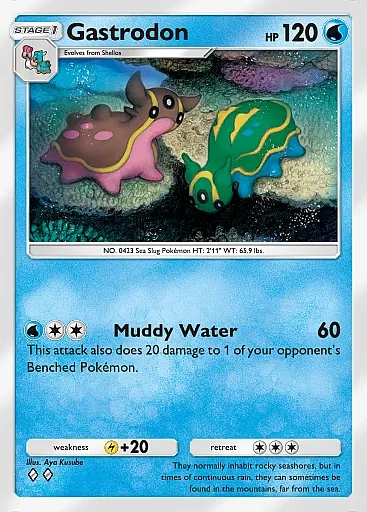 STAGE 1
Gastrodon
HP 120
Evolves from Shellos
NO. 0423 Sea Slug Pokémon HT: 2'11" WT: 65.9 lbs.
Muddy Water 60
This attack also does 20 damage to 1 of your opponent's
Benched Pokémon.
weakness +20 retreat
Illus. Aya Kusube
They normally inhabit rocky seashores, but in
times of continuous rain, they can sometimes be
found in the mountains, far from the sea.